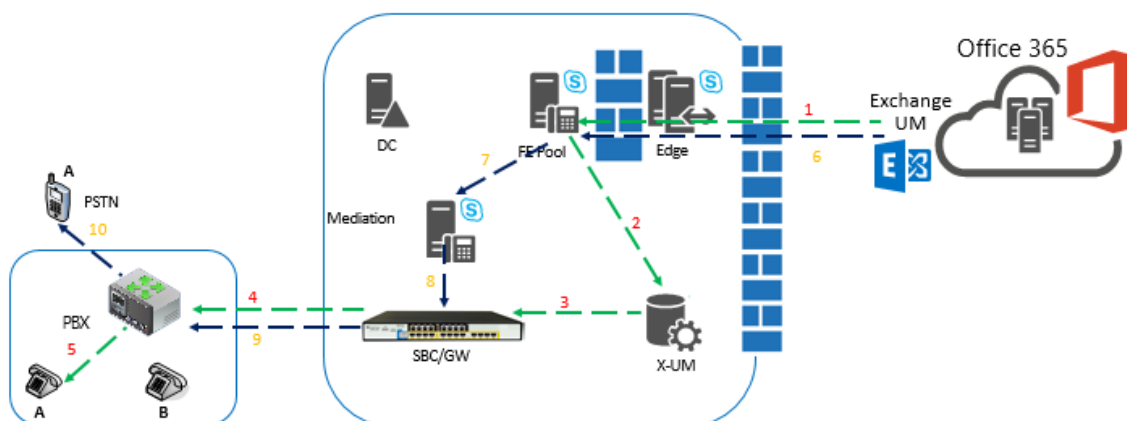 Office 365
Exchange
UM
E
S
S
1
DC
FE Pool
Edge
6
7
A
PSTN
Mediation
S
2
10
8
4
3
PBX
9
5
SBC/GW
X-UM
A
B